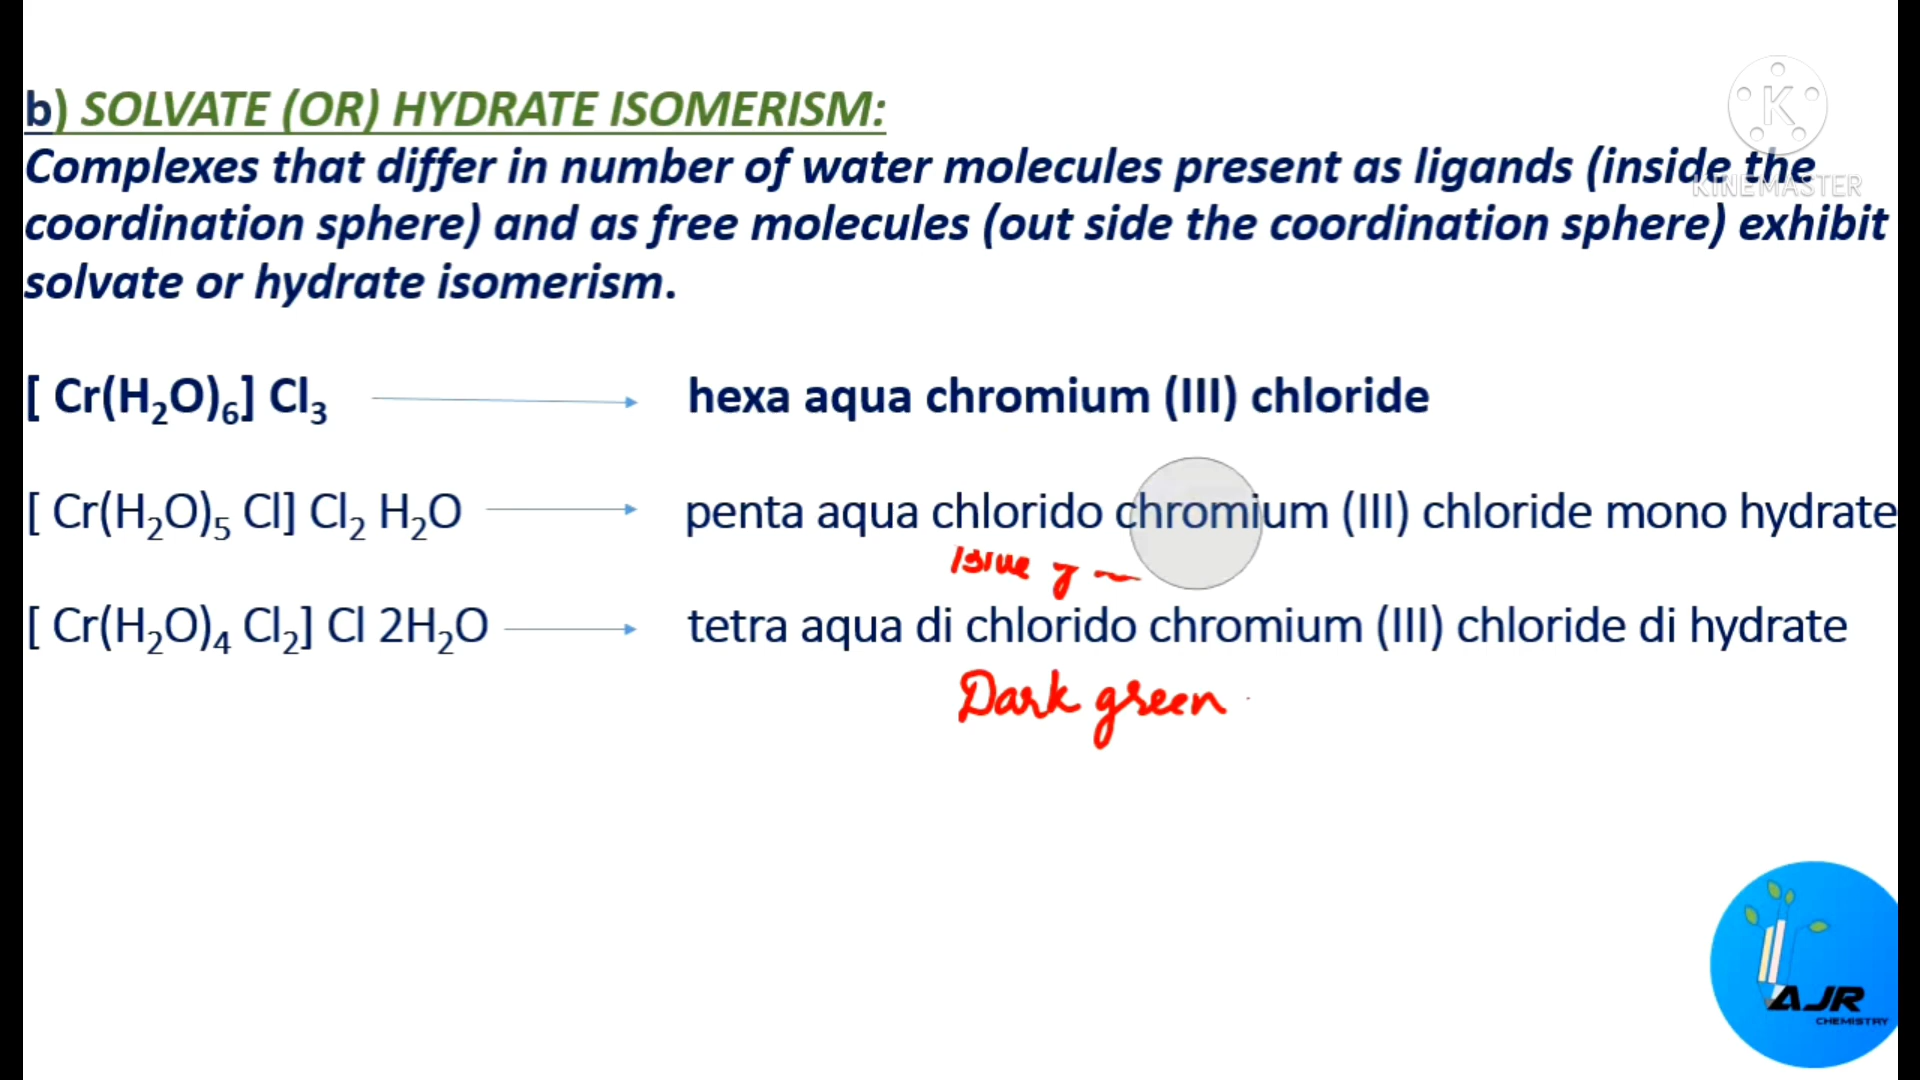 b) SOLVATE (OR) HYDRATE ISOMERISM:
Complexes that differ in number of water molecules present as ligands (inside the
KINEMASTER
coordination sphere) and as free molecules (out side the coordination sphere) exhibit
solvate or hydrate isomerism.
[ Cr(H₂O)₆] Cl₃ → hexa aqua chromium (III) chloride
[ Cr(H₂O)₅ Cl] Cl₂ H₂O → penta aqua chlorido chromium (III) chloride mono hydrate
Blue
[ Cr(H₂O)₄ Cl₂] Cl 2H₂O → tetra aqua di chlorido chromium (III) chloride di hydrate
Dark green
AJR
CHEMISTRY